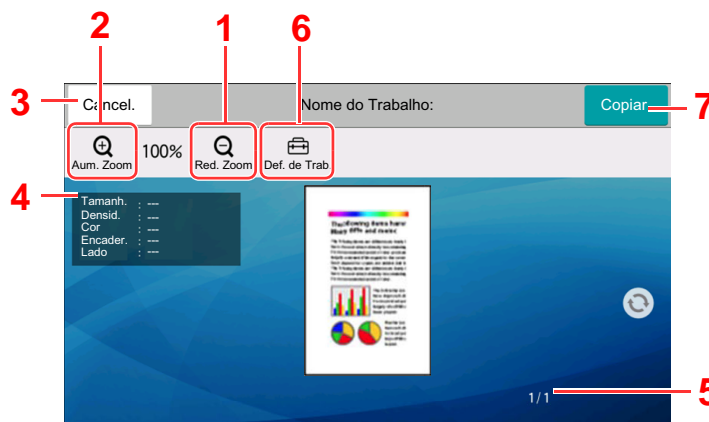 2 1 6
3 Cancel. Nome do Trabalho: Copiar 7
Aum. Zoom 100% Red. Zoom Def. de Trab.
4
Tamanh. : ---
Densid. : ---
Cor : ---
Encader. : ---
Lado : ---
1/1 5